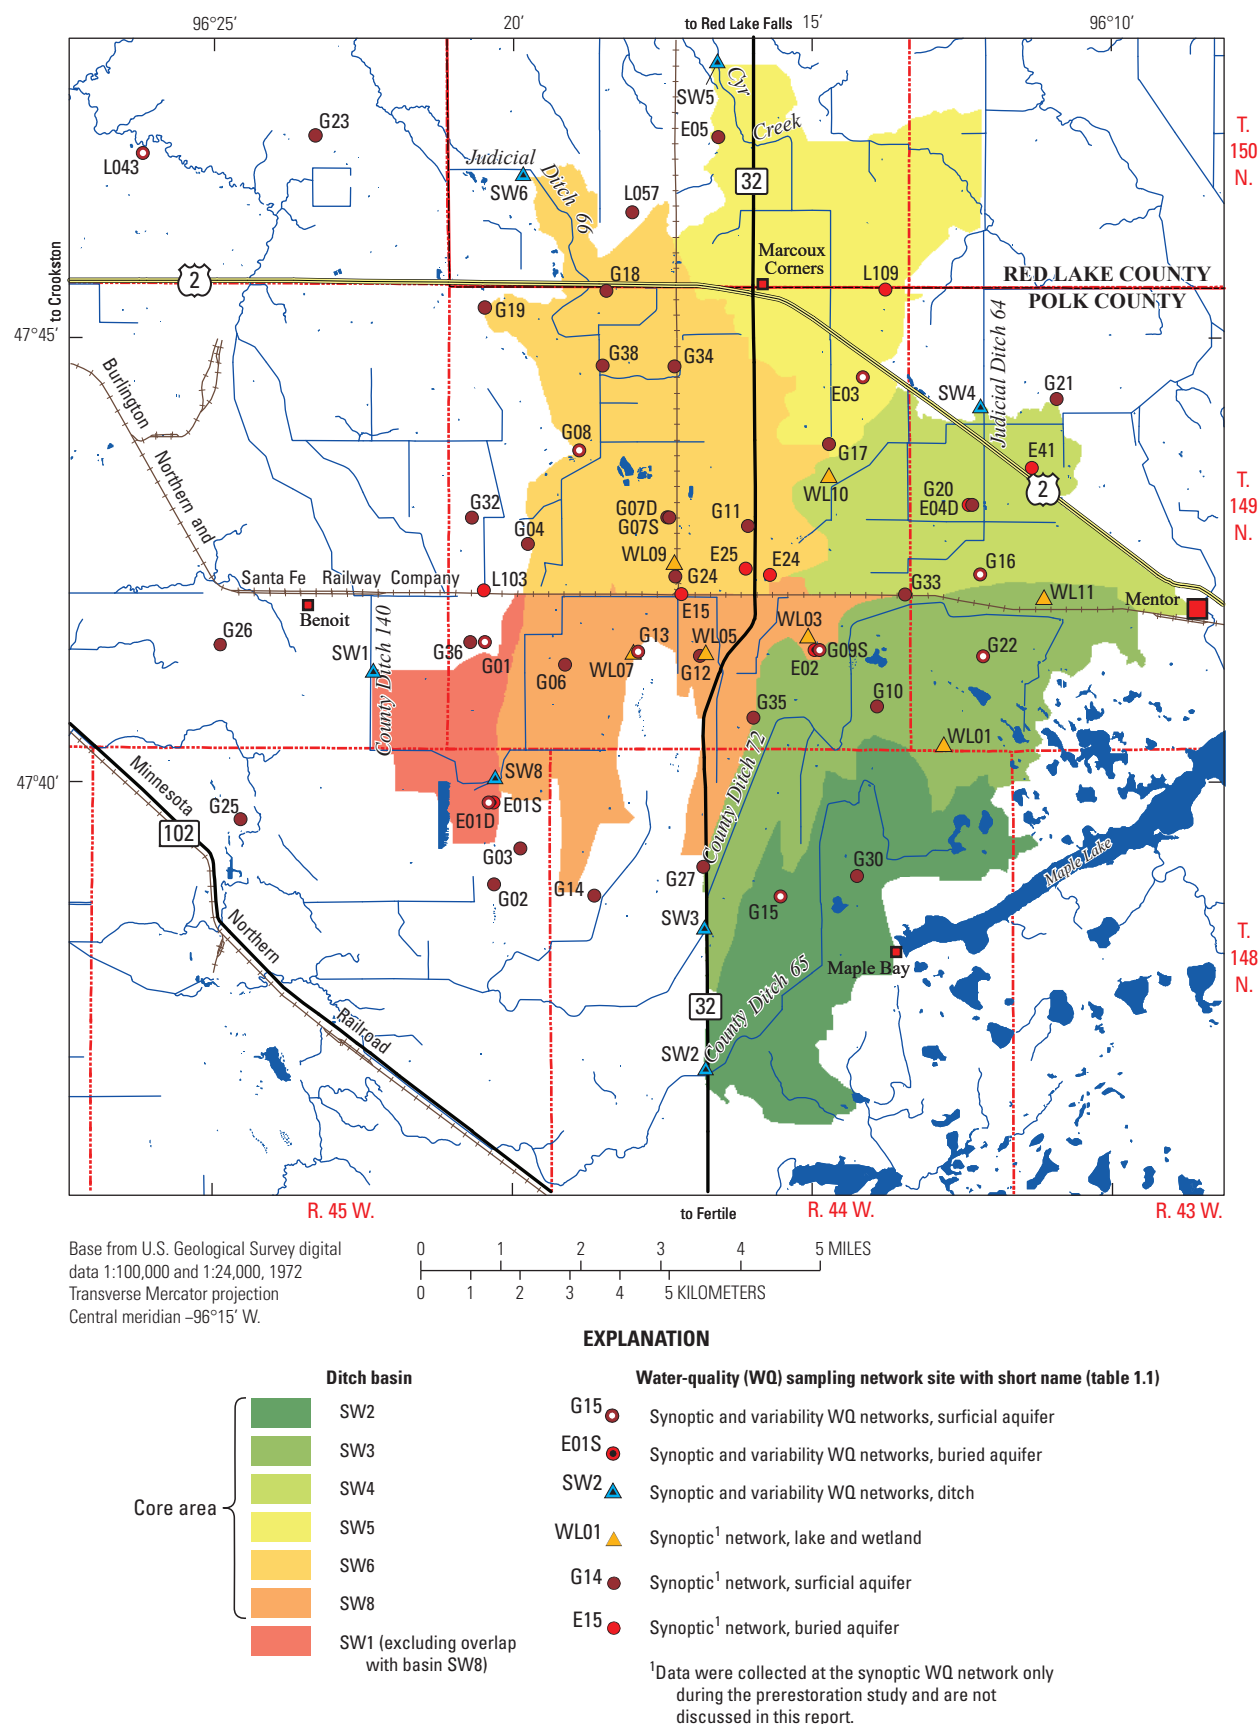 96°25′
20′
to Red Lake Falls
15′
96°10′
SW5
Cyr
Creek
E05
G23
L043
T.
150
N.
Judicial
Ditch 66
SW6
L057
32
to Crookston
2
Marcoux
Corners
L109
RED LAKE COUNTY
POLK COUNTY
G18
G19
47°45′
G38
G34
E03
SW4
Judicial Ditch 64
G21
Burlington
Northern and
G08
G17
E41
WL10
2
G20
E04D
T.
149
N.
G32
G04
G07D
G07S
G11
WL09
E25
E24
G24
G16
Santa Fe Railway Company
L103
E15
G33
WL11
Mentor
Benoit
County Ditch 140
G26
SW1
G36
G01
G06
WL07
G13
WL05
G12
WL03
E02
G09S
G22
G10
G35
WL01
County Ditch 72
47°40′
SW8
Minnesota
G25
102
E01D
E01S
G03
G02
G14
G27
G30
G15
Maple Lake
Northern
SW3
Maple Bay
T.
148
N.
32
County Ditch 65
Railroad
SW2
R. 45 W.
to Fertile
R. 44 W.
R. 43 W.
Base from U.S. Geological Survey digital
data 1:100,000 and 1:24,000, 1972
Transverse Mercator projection
Central meridian –96°15′ W.
0 1 2 3 4 5 MILES
0 1 2 3 4 5 KILOMETERS
EXPLANATION
Ditch basin
Core area
SW2
SW3
SW4
SW5
SW6
SW8
SW1 (excluding overlap
with basin SW8)
Water-quality (WQ) sampling network site with short name (table 1.1)
G15 Synoptic and variability WQ networks, surficial aquifer
E01S Synoptic and variability WQ networks, buried aquifer
SW2 Synoptic and variability WQ networks, ditch
WL01 Synoptic1 network, lake and wetland
G14 Synoptic1 network, surficial aquifer
E15 Synoptic1 network, buried aquifer
1Data were collected at the synoptic WQ network only
during the prerestoration study and are not
discussed in this report.